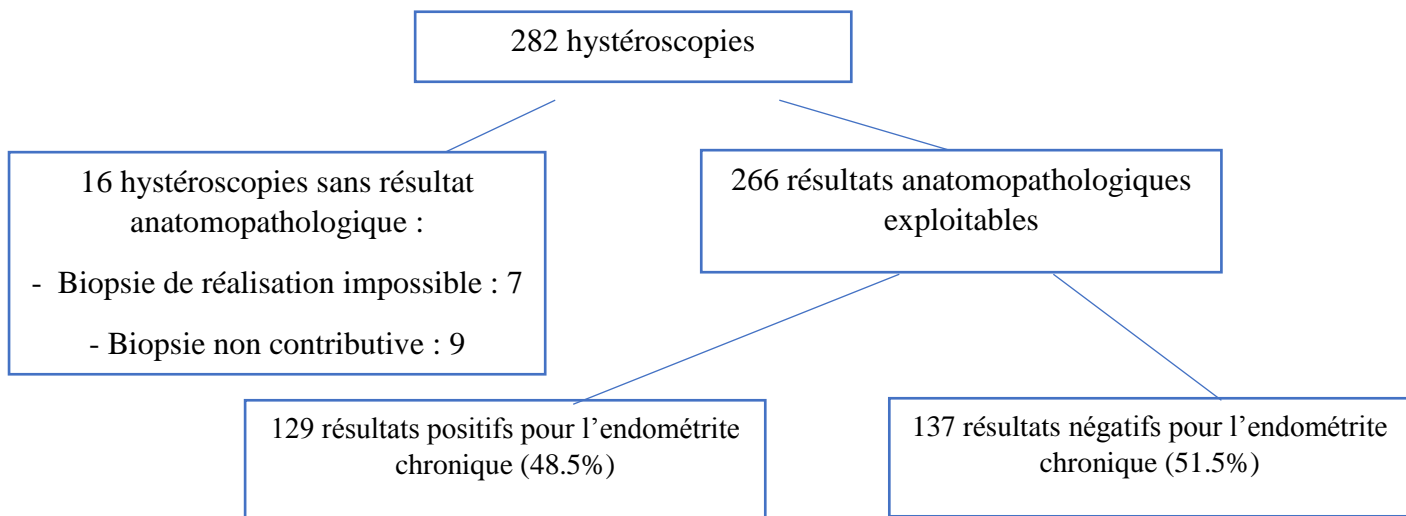 282 hystéroscopies
16 hystéroscopies sans résultat
anatomopathologique :
- Biopsie de réalisation impossible : 7
- Biopsie non contributive : 9
266 résultats anatomopathologiques
exploitables
129 résultats positifs pour l’endométrite
chronique (48.5%)
137 résultats négatifs pour l’endométrite
chronique (51.5%)